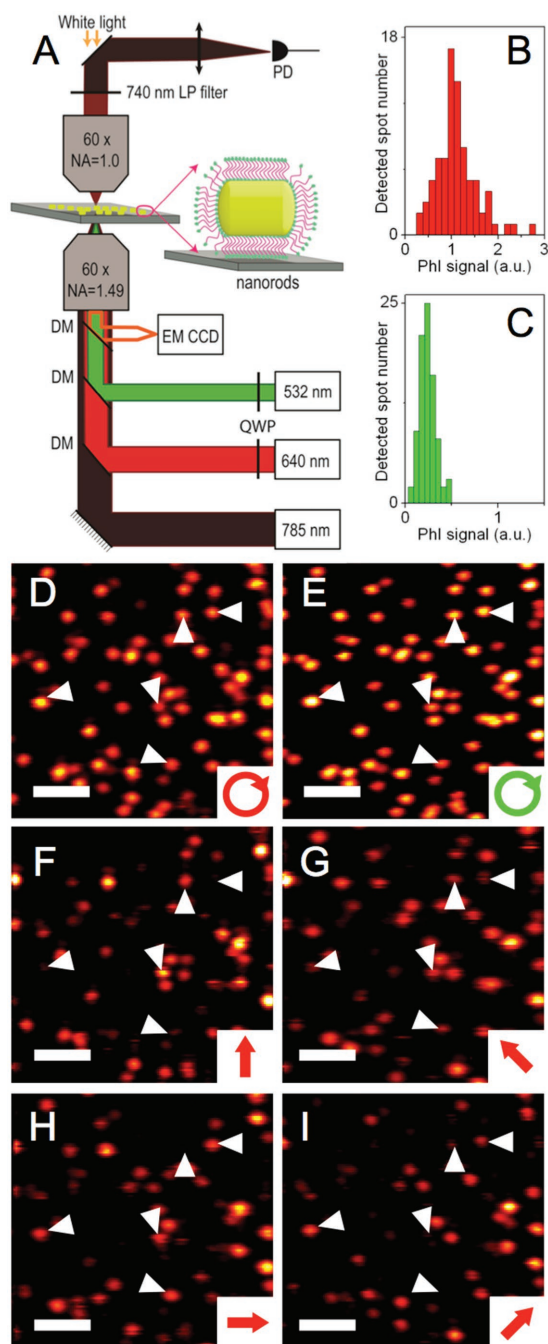 White light
A
PD
740 nm LP filter
60 x
NA=1.0
nanorods
60 x
NA=1.49
DM
EM CCD
DM
532 nm
QWP
DM
640 nm
785 nm
B
18
Detected spot number
0
0 1 2 3
PhI signal (a.u.)
C
25
Detected spot number
0
0 1
PhI signal (a.u.)
D
E
F
G
H
I